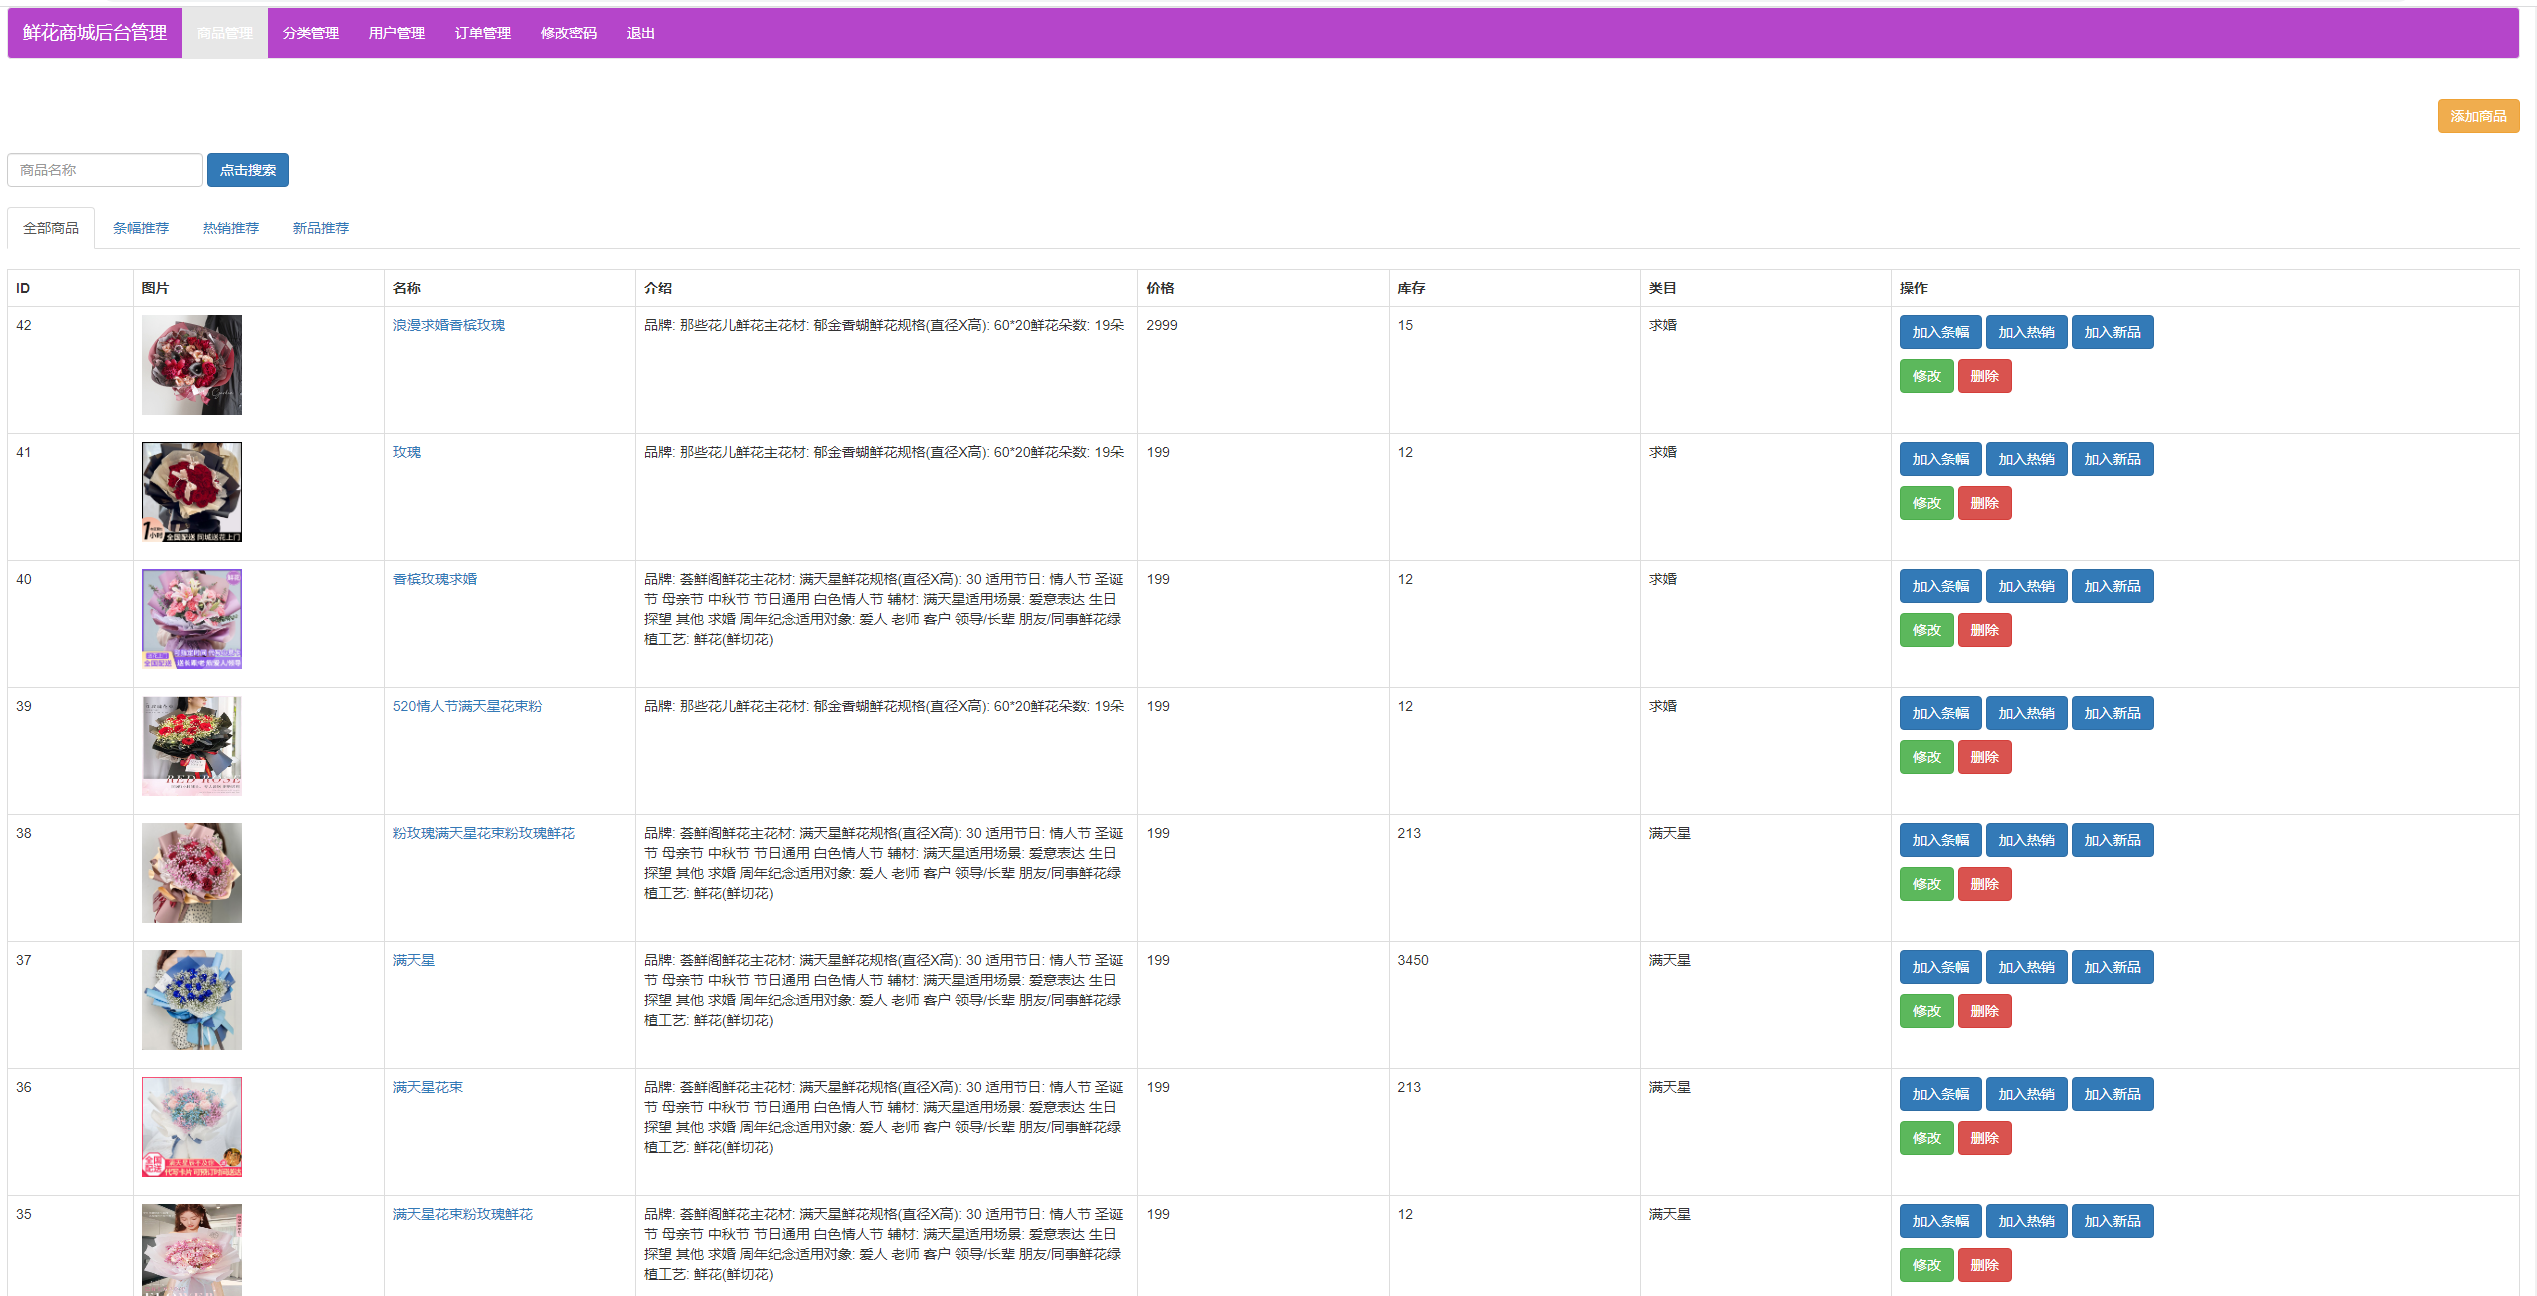 鲜花商城后台管理 商品管理 分类管理 用户管理 订单管理 修改密码 退出
添加商品
商品名称 点击搜索
全部商品 条幅推荐 热销推荐 新品推荐
ID 图片 名称 介绍 价格 库存 类目 操作
42 浪漫求婚香槟玫瑰 品牌: 那些花儿鲜花主花材: 郁金香蝴鲜花规格(直径X高): 60*20鲜花朵数: 19朵 2999 15 求婚 加入条幅 加入热销 加入新品
修改 删除
41 玫瑰 品牌: 那些花儿鲜花主花材: 郁金香蝴鲜花规格(直径X高): 60*20鲜花朵数: 19朵 199 12 求婚 加入条幅 加入热销 加入新品
修改 删除
1小时 全国配送 同城送花上门
40 香槟玫瑰求婚 品牌: 荟鲜阁鲜花主花材: 满天星鲜花规格(直径X高): 30 适用节日: 情人节 圣诞 199 12 求婚 加入条幅 加入热销 加入新品
节 母亲节 中秋节 节日通用 白色情人节 辅材: 满天星适用场景: 爱意表达 生日
探望 其他 求婚 周年纪念适用对象: 爱人 老师 客户 领导/长辈 朋友/同事鲜花绿
植工艺: 鲜花(鲜切花)
修改 删除
全国配送
39 520情人节满天星花束粉 品牌: 那些花儿鲜花主花材: 郁金香蝴鲜花规格(直径X高): 60*20鲜花朵数: 19朵 199 12 求婚 加入条幅 加入热销 加入新品
修改 删除
RED ROSE
38 粉玫瑰满天星花束粉玫瑰鲜花 品牌: 荟鲜阁鲜花主花材: 满天星鲜花规格(直径X高): 30 适用节日: 情人节 圣诞 199 213 满天星 加入条幅 加入热销 加入新品
节 母亲节 中秋节 节日通用 白色情人节 辅材: 满天星适用场景: 爱意表达 生日
探望 其他 求婚 周年纪念适用对象: 爱人 老师 客户 领导/长辈 朋友/同事鲜花绿
植工艺: 鲜花(鲜切花)
修改 删除
37 满天星 品牌: 荟鲜阁鲜花主花材: 满天星鲜花规格(直径X高): 30 适用节日: 情人节 圣诞 199 3450 满天星 加入条幅 加入热销 加入新品
节 母亲节 中秋节 节日通用 白色情人节 辅材: 满天星适用场景: 爱意表达 生日
探望 其他 求婚 周年纪念适用对象: 爱人 老师 客户 领导/长辈 朋友/同事鲜花绿
植工艺: 鲜花(鲜切花)
修改 删除
36 满天星花束 品牌: 荟鲜阁鲜花主花材: 满天星鲜花规格(直径X高): 30 适用节日: 情人节 圣诞 199 213 满天星 加入条幅 加入热销 加入新品
节 母亲节 中秋节 节日通用 白色情人节 辅材: 满天星适用场景: 爱意表达 生日
探望 其他 求婚 周年纪念适用对象: 爱人 老师 客户 领导/长辈 朋友/同事鲜花绿
植工艺: 鲜花(鲜切花)
修改 删除
全国配送
35 满天星花束粉玫瑰鲜花 品牌: 荟鲜阁鲜花主花材: 满天星鲜花规格(直径X高): 30 适用节日: 情人节 圣诞 199 12 满天星 加入条幅 加入热销 加入新品
节 母亲节 中秋节 节日通用 白色情人节 辅材: 满天星适用场景: 爱意表达 生日
探望 其他 求婚 周年纪念适用对象: 爱人 老师 客户 领导/长辈 朋友/同事鲜花绿
植工艺: 鲜花(鲜切花)
修改 删除